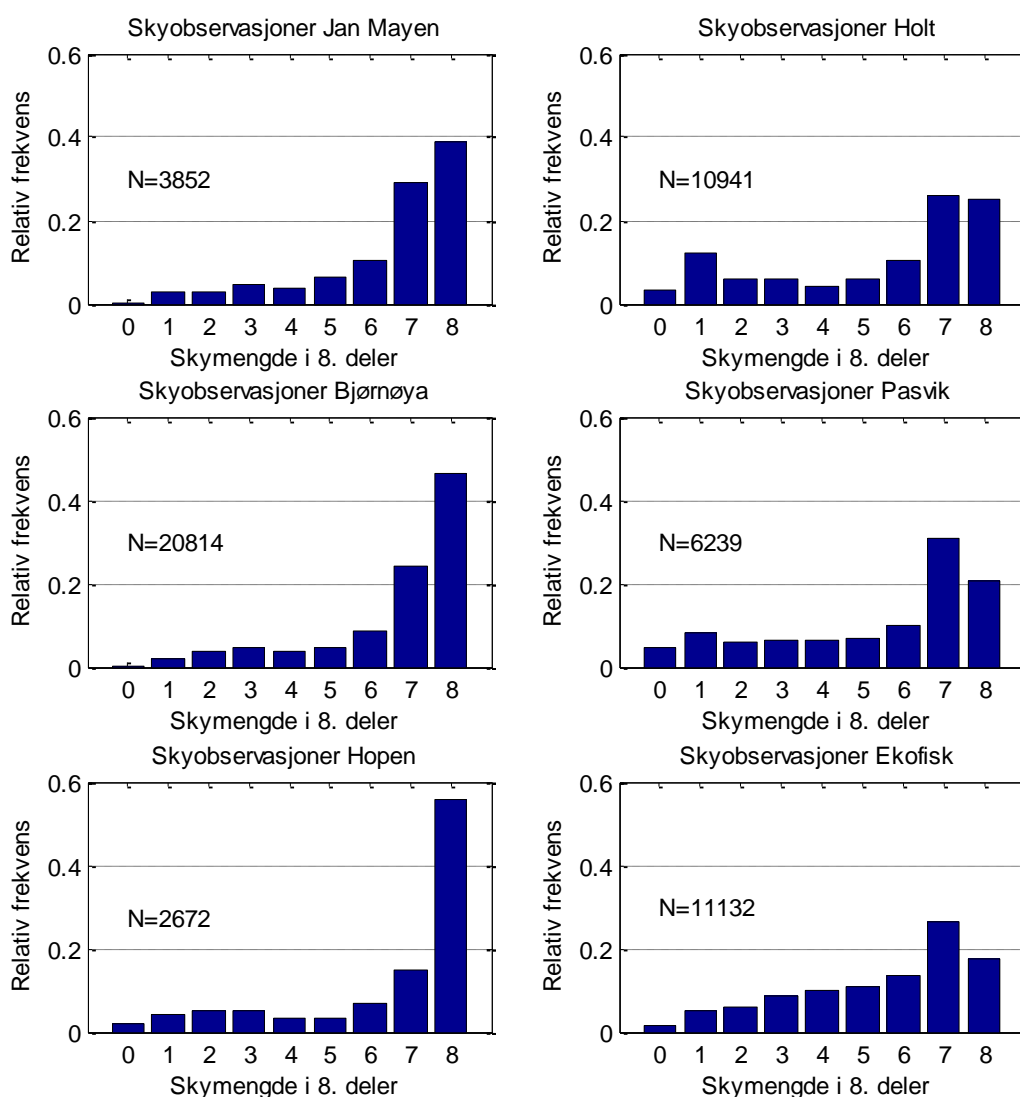 Skyobservasjoner Jan Mayen
0.6
0.4
0.2
0
Relativ frekvens
N=3852
0 1 2 3 4 5 6 7 8
Skymengde i 8. deler
Skyobservasjoner Holt
0.6
0.4
0.2
0
Relativ frekvens
N=10941
0 1 2 3 4 5 6 7 8
Skymengde i 8. deler
Skyobservasjoner Bjørnøya
0.6
0.4
0.2
0
Relativ frekvens
N=20814
0 1 2 3 4 5 6 7 8
Skymengde i 8. deler
Skyobservasjoner Pasvik
0.6
0.4
0.2
0
Relativ frekvens
N=6239
0 1 2 3 4 5 6 7 8
Skymengde i 8. deler
Skyobservasjoner Hopen
0.6
0.4
0.2
0
Relativ frekvens
N=2672
0 1 2 3 4 5 6 7 8
Skymengde i 8. deler
Skyobservasjoner Ekofisk
0.6
0.4
0.2
0
Relativ frekvens
N=11132
0 1 2 3 4 5 6 7 8
Skymengde i 8. deler